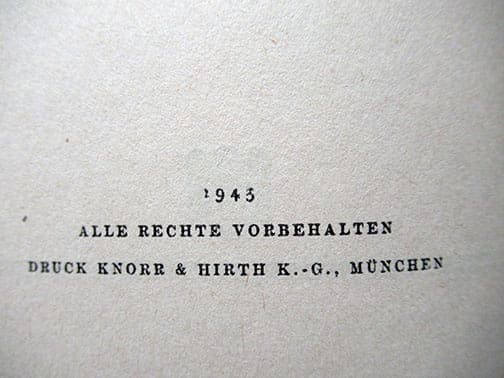 1943
ALLE RECHTE VORBEHALTEN
DRUCK KNORR & HIRTH K.-G., MÜNCHEN